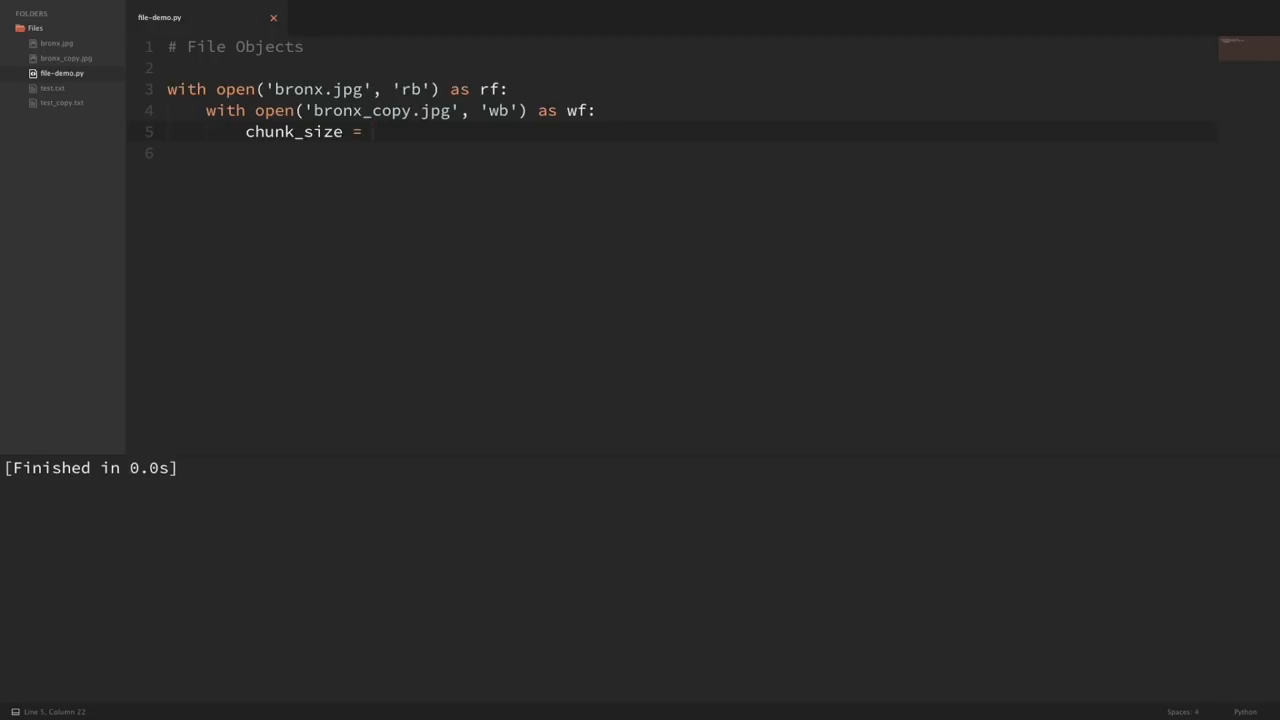 FOLDERS
Files
bronx.jpg
bronx_copy.jpg
file-demo.py
test.txt
test_copy.txt
file-demo.py
1 # File Objects
2
3 with open('bronx.jpg', 'rb') as rf:
4     with open('bronx_copy.jpg', 'wb') as wf:
5         chunk_size =
6
[Finished in 0.0s]
Line 5, Column 22
Spaces: 4
Python